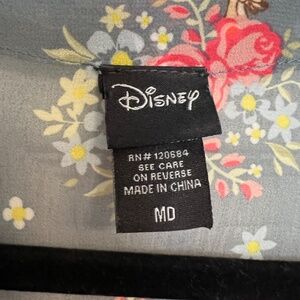 Disney
RN# 120684
SEE CARE
ON REVERSE
MADE IN CHINA
MD